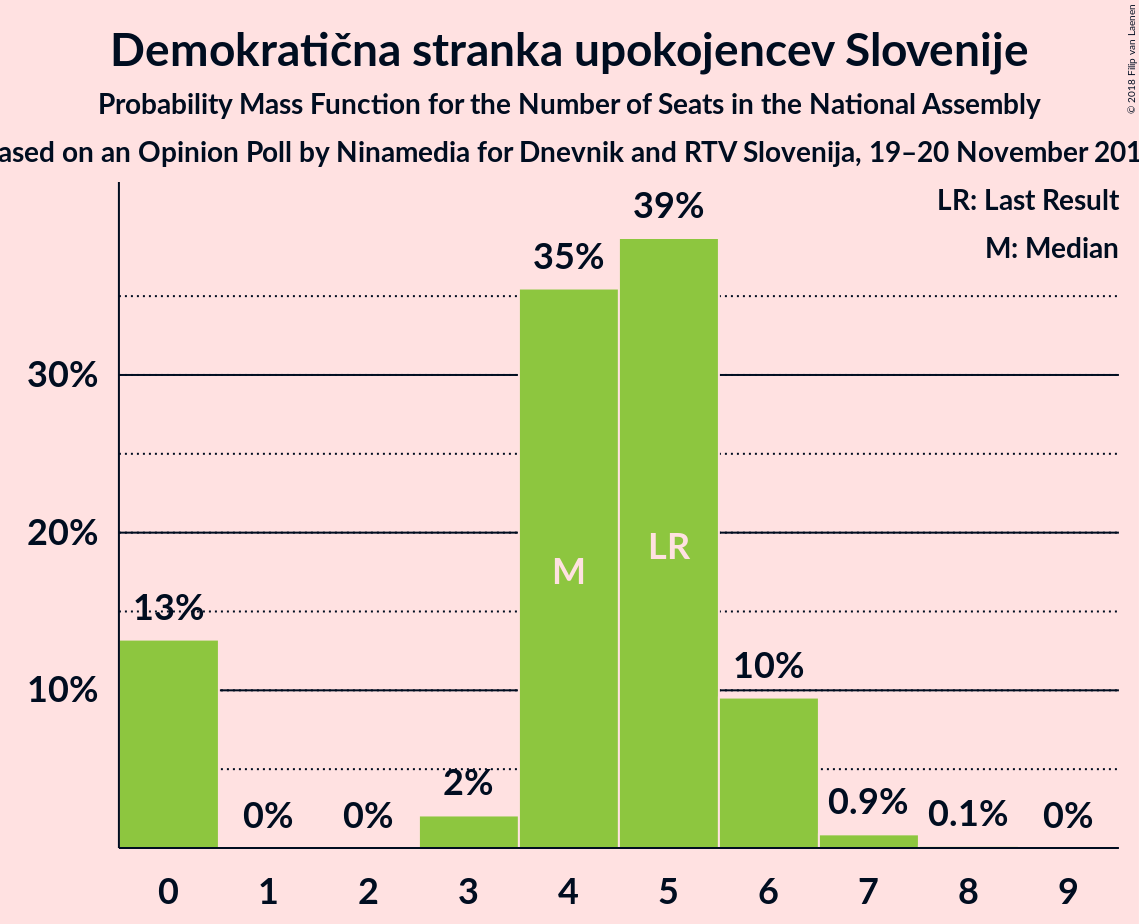 Demokratična stranka upokojencev Slovenije
Probability Mass Function for the Number of Seats in the National Assembly
ased on an Opinion Poll by Ninamedia for Dnevnik and RTV Slovenija, 19–20 November 201
© 2018 Filip van Laenen
LR: Last Result
M: Median
30%
20%
10%
13%
0%
0%
2%
35%
39%
10%
0.9%
0.1%
0%
M
LR
0 1 2 3 4 5 6 7 8 9